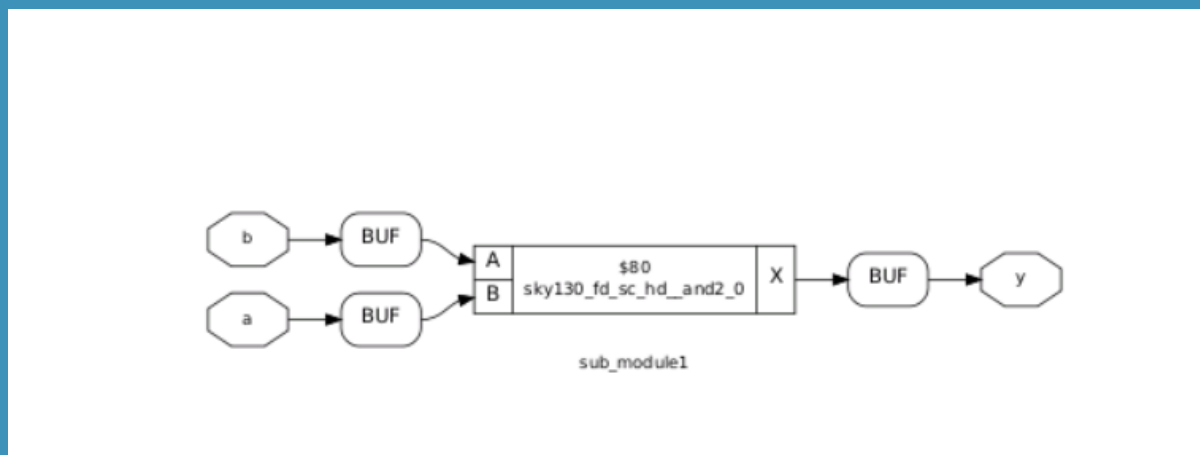 b
BUF
a
BUF
A
B
$80
sky130_fd_sc_hd__and2_0
X
BUF
y
sub_module1